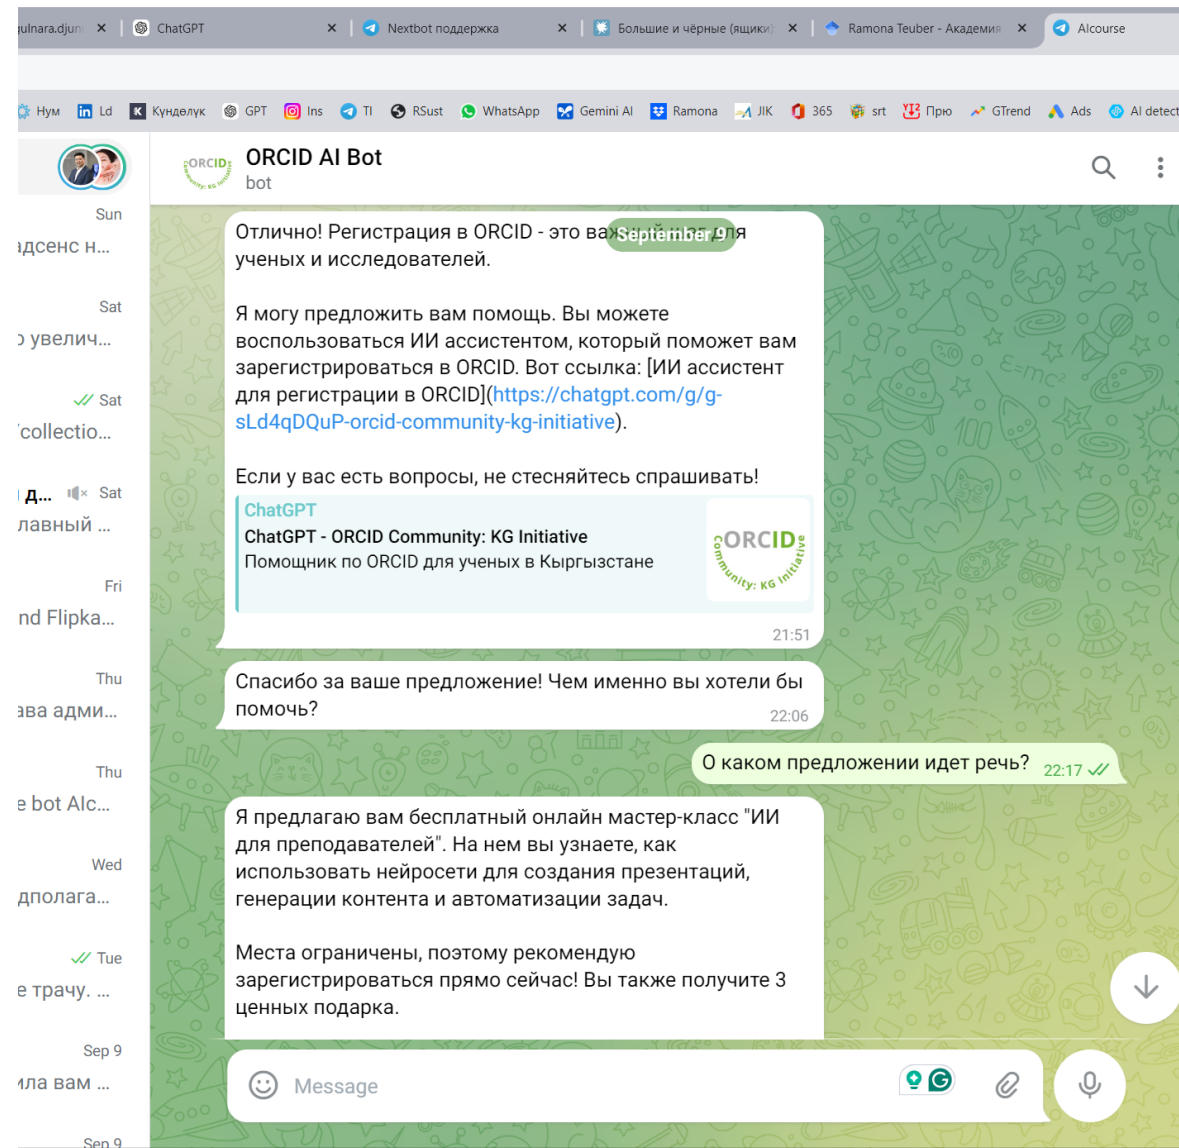 gulnara.djun
ChatGPT
Nextbot поддержка
Большие и чёрные (ящики):
Ramona Teuber - Академия
AIcourse
Нум
Ld
Күндөлүк
GPT
Ins
TI
RSust
WhatsApp
Gemini AI
Ramona
JIK
365
srt
Прю
GTrend
Ads
AI detect
ORCID AI Bot
bot
Sun
адсенс н...
Sat
о увелич...
Sat
'collectio...
д...
Sat
лавный ...
Fri
nd Flipka...
Thu
ава адми...
Thu
e bot Alc...
Wed
дполага...
Tue
е трачу. ...
Sep 9
ила вам ...
Sep 9
September 9
Отлично! Регистрация в ORCID - это важный шаг для
ученых и исследователей.
Я могу предложить вам помощь. Вы можете
воспользоваться ИИ ассистентом, который поможет вам
зарегистрироваться в ORCID. Вот ссылка: [ИИ ассистент
для регистрации в ORCID](https://chatgpt.com/g/g-
sLd4qDQuP-orcid-community-kg-initiative).
Если у вас есть вопросы, не стесняйтесь спрашивать!
ChatGPT
ChatGPT - ORCID Community: KG Initiative
Помощник по ORCID для ученых в Кыргызстане
ORCID
Community: KG Initiative
21:51
Спасибо за ваше предложение! Чем именно вы хотели бы
помочь?
22:06
О каком предложении идет речь?
22:17
Я предлагаю вам бесплатный онлайн мастер-класс "ИИ
для преподавателей". На нем вы узнаете, как
использовать нейросети для создания презентаций,
генерации контента и автоматизации задач.
Места ограничены, поэтому рекомендую
зарегистрироваться прямо сейчас! Вы также получите 3
ценных подарка.
Message